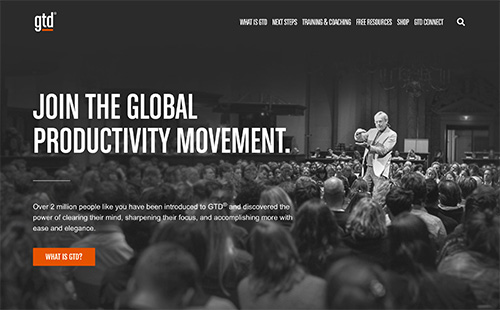 gtd®
WHAT IS GTD NEXT STEPS TRAINING & COACHING FREE RESOURCES SHOP GTD CONNECT
JOIN THE GLOBAL
PRODUCTIVITY MOVEMENT.
Over 2 million people like you have been introduced to GTD® and discovered the
power of clearing their mind, sharpening their focus, and accomplishing more with
ease and elegance.
WHAT IS GTD?